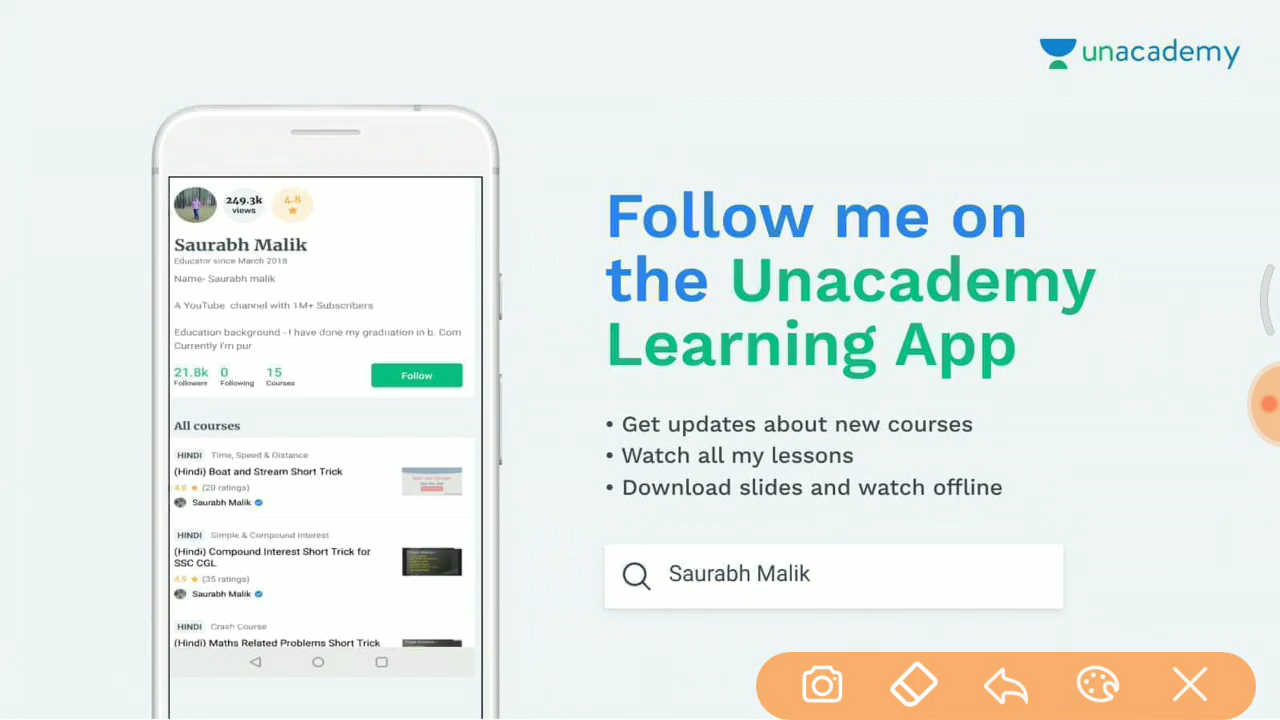 unacademy
249.3k
views
4.8
Saurabh Malik
Educator since March 2018
Name- Saurabh malik
A YouTube channel with 1M+ Subscribers
Education background - I have done my graduation in b. Com
Currently I'm pur
21.8k 0 15
Followers Following Courses
Follow
All courses
HINDI Time, Speed & Distance
(Hindi) Boat and Stream Short Trick
4.8 ★ (20 ratings)
Saurabh Malik
HINDI Simple & Compound Interest
(Hindi) Compound Interest Short Trick for
SSC CGL
4.9 ★ (35 ratings)
Saurabh Malik
HINDI Crash Course
(Hindi) Maths Related Problems Short Trick
Follow me on
the Unacademy
Learning App
• Get updates about new courses
• Watch all my lessons
• Download slides and watch offline
Saurabh Malik